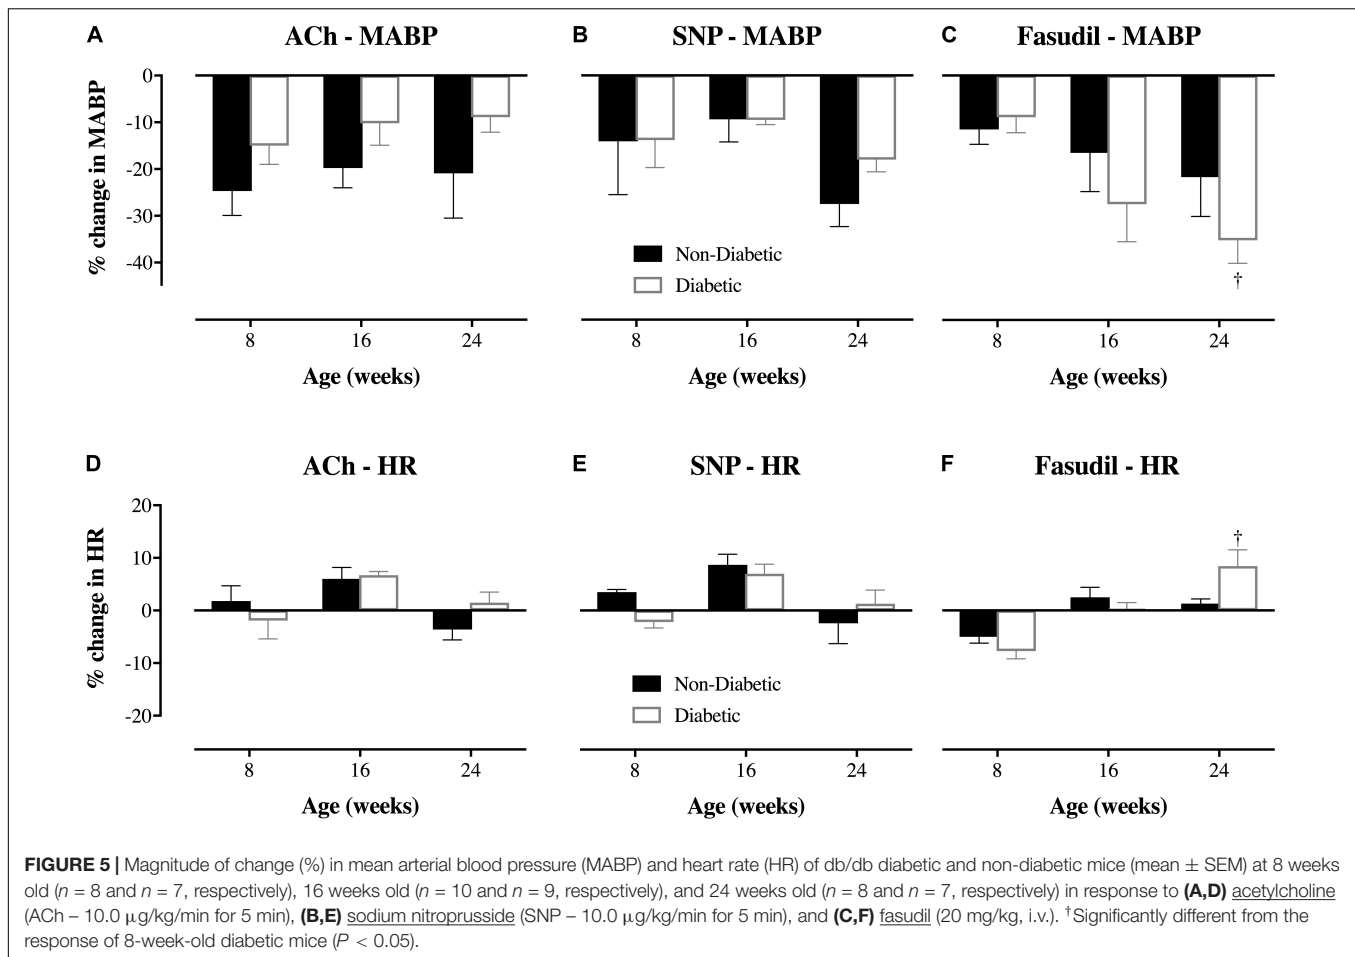 A ACh - MABP
B SNP - MABP
C Fasudil - MABP
% change in MABP
0
-10
-20
-30
-40
Non-Diabetic
Diabetic
†
8 16 24
8 16 24
8 16 24
Age (weeks)
Age (weeks)
Age (weeks)
D ACh - HR
E SNP - HR
F Fasudil - HR
% change in HR
20
10
0
-10
-20
†
Non-Diabetic
Diabetic
8 16 24
8 16 24
8 16 24
Age (weeks)
Age (weeks)
Age (weeks)
FIGURE 5 | Magnitude of change (%) in mean arterial blood pressure (MABP) and heart rate (HR) of db/db diabetic and non-diabetic mice (mean ± SEM) at 8 weeks
old (n = 8 and n = 7, respectively), 16 weeks old (n = 10 and n = 9, respectively), and 24 weeks old (n = 8 and n = 7, respectively) in response to (A,D) acetylcholine
(ACh – 10.0 μg/kg/min for 5 min), (B,E) sodium nitroprusside (SNP – 10.0 μg/kg/min for 5 min), and (C,F) fasudil (20 mg/kg, i.v.). †Significantly different from the
response of 8-week-old diabetic mice (P < 0.05).